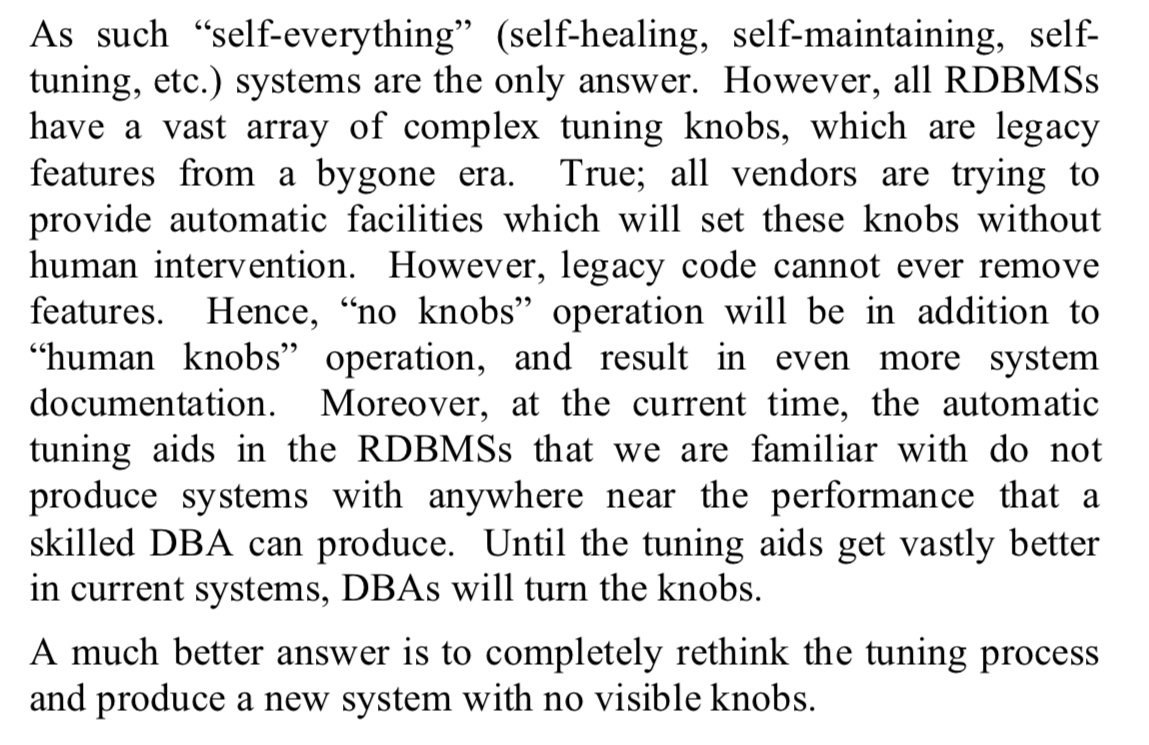 As such “self-everything” (self-healing, self-maintaining, self-
tuning, etc.) systems are the only answer. However, all RDBMSs
have a vast array of complex tuning knobs, which are legacy
features from a bygone era. True; all vendors are trying to
provide automatic facilities which will set these knobs without
human intervention. However, legacy code cannot ever remove
features. Hence, “no knobs” operation will be in addition to
“human knobs” operation, and result in even more system
documentation. Moreover, at the current time, the automatic
tuning aids in the RDBMSs that we are familiar with do not
produce systems with anywhere near the performance that a
skilled DBA can produce. Until the tuning aids get vastly better
in current systems, DBAs will turn the knobs.
A much better answer is to completely rethink the tuning process
and produce a new system with no visible knobs.